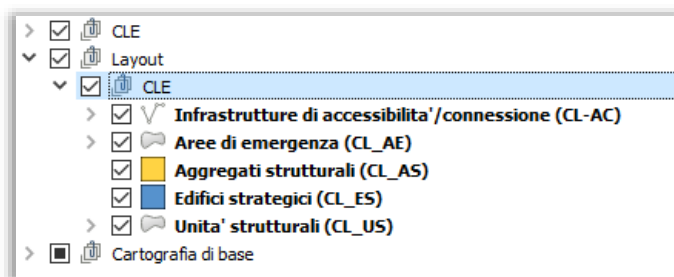 CLE
Layout
CLE
Infrastrutture di accessibilita'/connessione (CL-AC)
Aree di emergenza (CL_AE)
Aggregati strutturali (CL_AS)
Edifici strategici (CL_ES)
Unita' strutturali (CL_US)
Cartografia di base